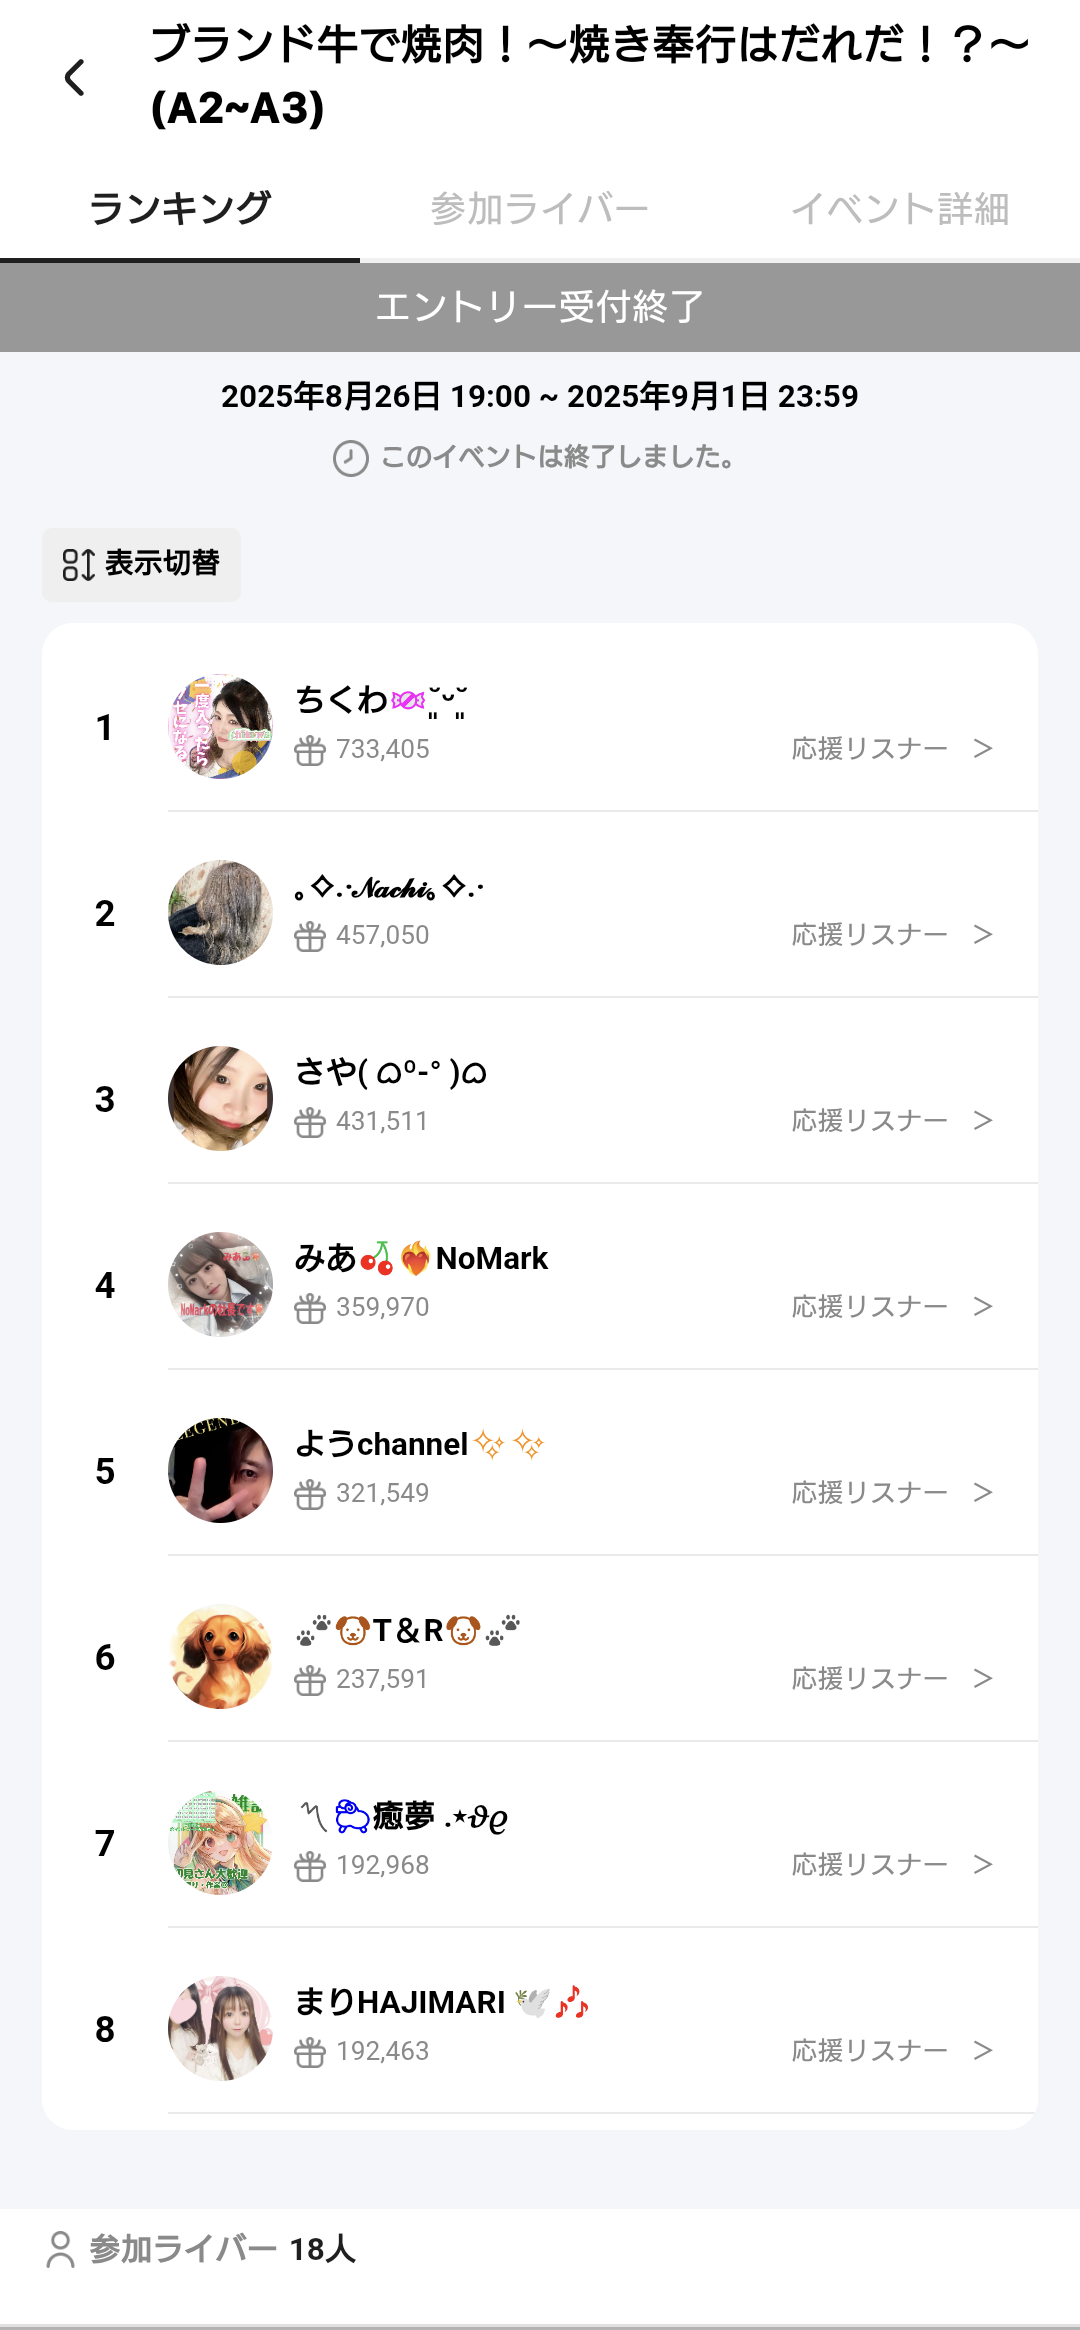 ブランド牛で焼肉！～焼き奉行はだれだ！？～
(A2~A3)
ランキング 参加ライバー イベント詳細
エントリー受付終了
2025年8月26日 19:00 ~ 2025年9月1日 23:59
このイベントは終了しました。
表示切替
1
ちくわ🍬
733,405 応援リスナー >
2
｡✧.·𝓝𝓪𝓬𝓱𝓲｡✧.·
457,050 応援リスナー >
3
さや( ᜊº-° )ᜊ
431,511 応援リスナー >
4
みあ🍒❤️‍🔥NoMark
359,970 応援リスナー >
5
LEGEND
ようchannel✨✨
321,549 応援リスナー >
6
🐾🐶T＆R🐶🐾
237,591 応援リスナー >
7
〽🐏癒夢 .⋆𝜗𝜚
192,968 応援リスナー >
8
まりHAJIMARI 🕊️🎶
192,463 応援リスナー >
参加ライバー 18人